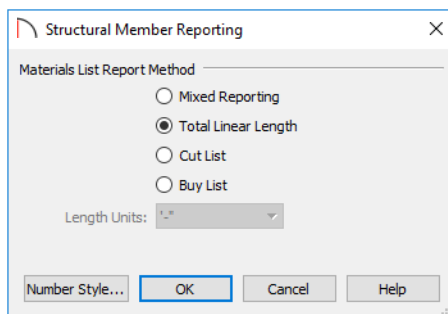 Structural Member Reporting
Materials List Report Method
Mixed Reporting
Total Linear Length
Cut List
Buy List
Length Units: '-"
Number Style... OK Cancel Help